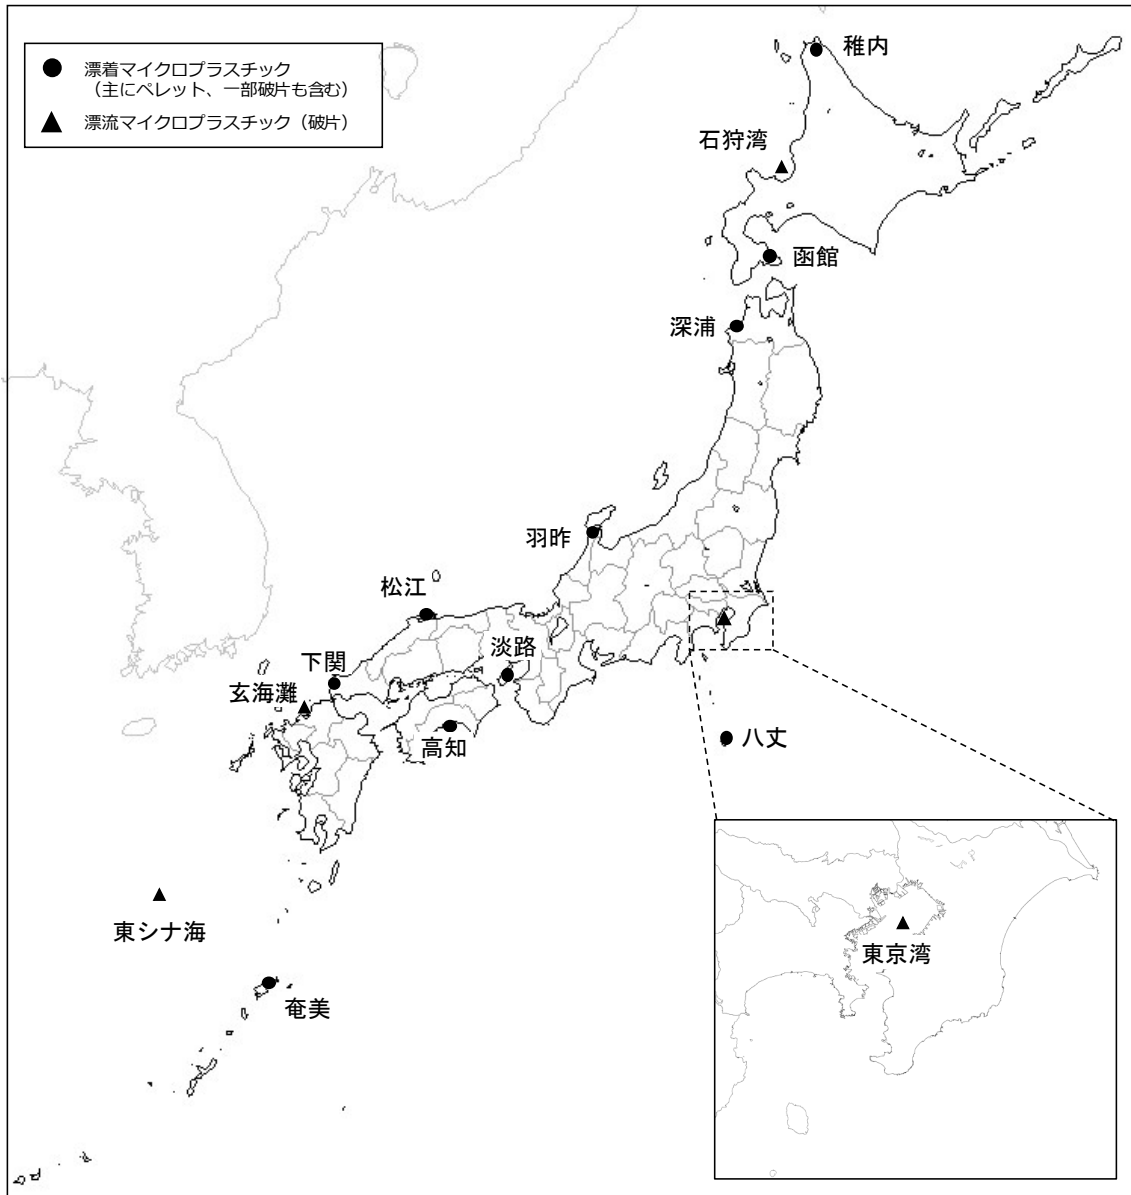 漂着マイクロプラスチック
（主にペレット、一部破片も含む）
漂流マイクロプラスチック（破片）
稚内
石狩湾
函館
深浦
羽昨
松江
淡路
下関
玄海灘
高知
八丈
東シナ海
東京湾
奄美